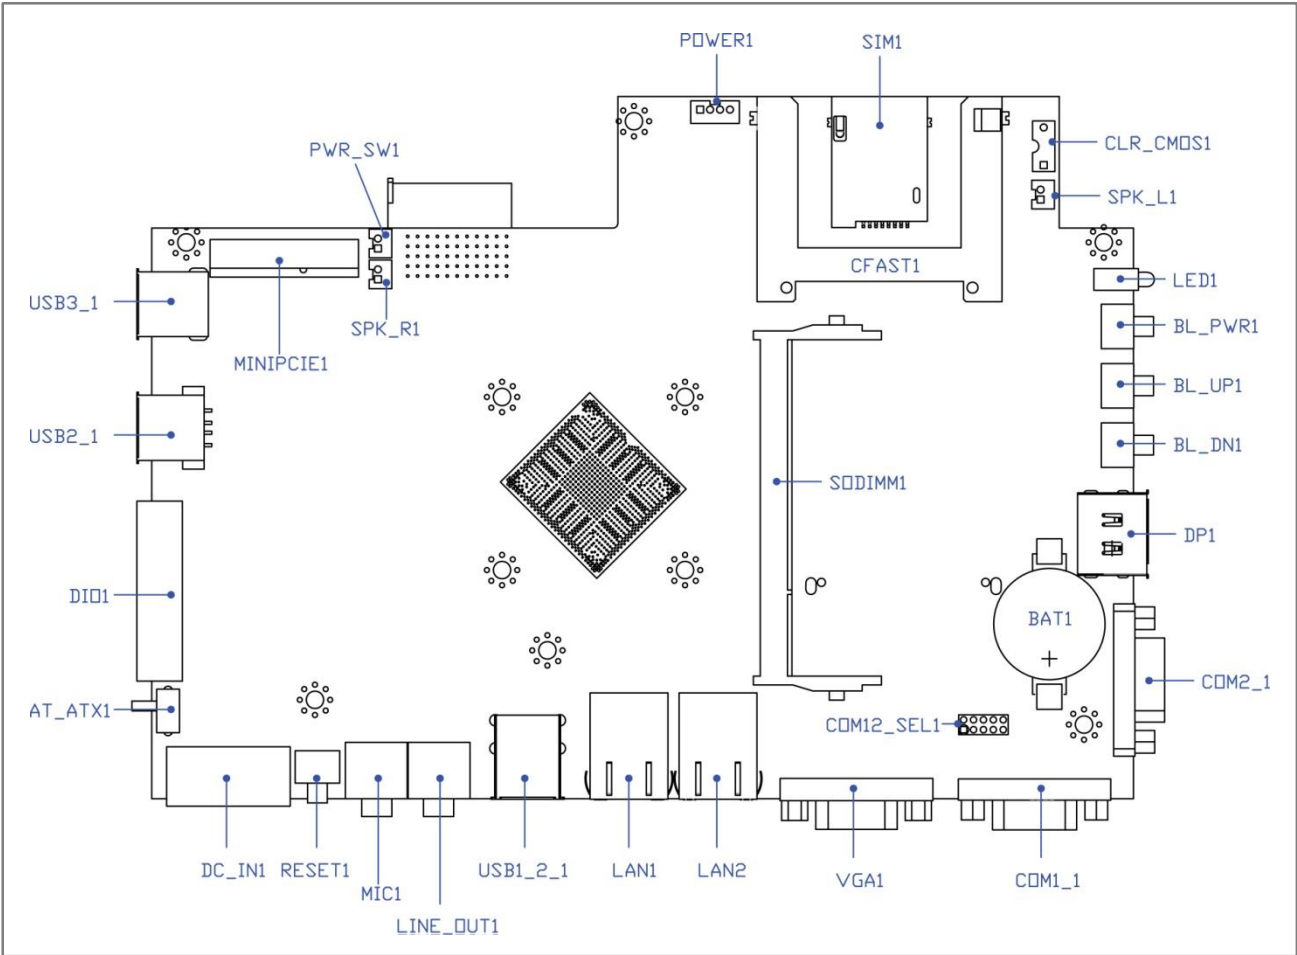 POWER1
SIM1
PWR_SW1
CLR_CMOS1
SPK_L1
CFAST1
LED1
USB3_1
SPK_R1
BL_PWR1
MINIPCIE1
BL_UP1
USB2_1
BL_DN1
SODIMM1
DP1
DIO1
BAT1
+
COM2_1
AT_ATX1
COM12_SEL1
DC_IN1
RESET1
USB1_2_1
LAN1
LAN2
VGA1
COM1_1
MIC1
LINE_OUT1